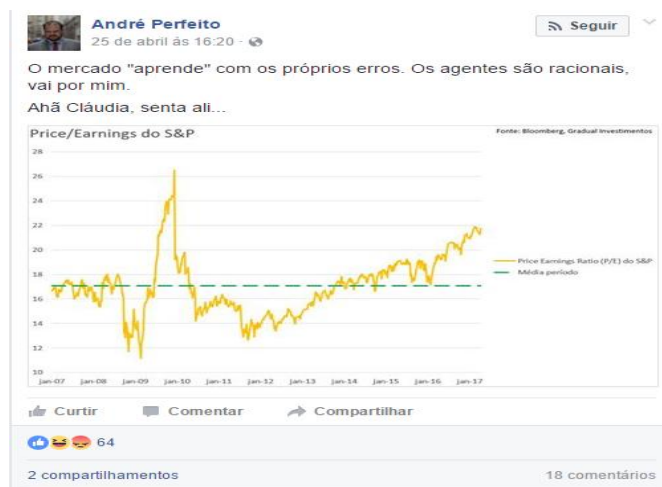 André Perfeito
Seguir
25 de abril às 16:20 ·
O mercado "aprende" com os próprios erros. Os agentes são racionais,
vai por mim.
Ahã Cláudia, senta ali...
Price/Earnings do S&P
Fonte: Bloomberg, Gradual Investimentos
28
26
24
22
20
18
16
14
12
10
Price Earnings Ratio (P/E) do S&P
Média período
jan-07 jan-08 jan-09 jan-10 jan-11 jan-12 jan-13 jan-14 jan-15 jan-16 jan-17
Curtir Comentar Compartilhar
64
2 compartilhamentos
18 comentários